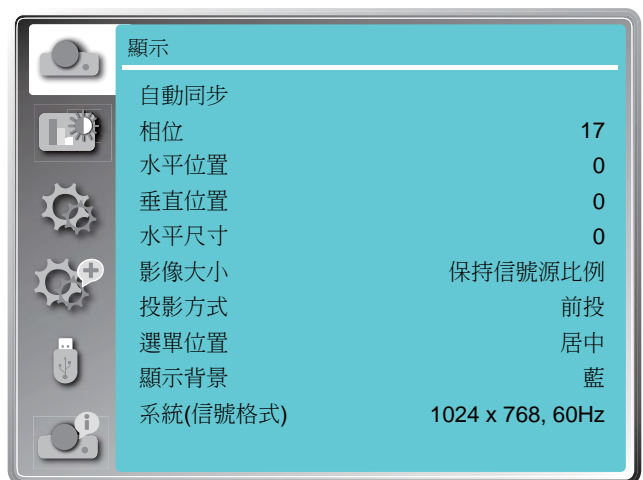 顯示
自動同步
相位 17
水平位置 0
垂直位置 0
水平尺寸 0
影像大小 保持信號源比例
投影方式 前投
選單位置 居中
顯示背景 藍
系統(信號格式) 1024 x 768, 60Hz